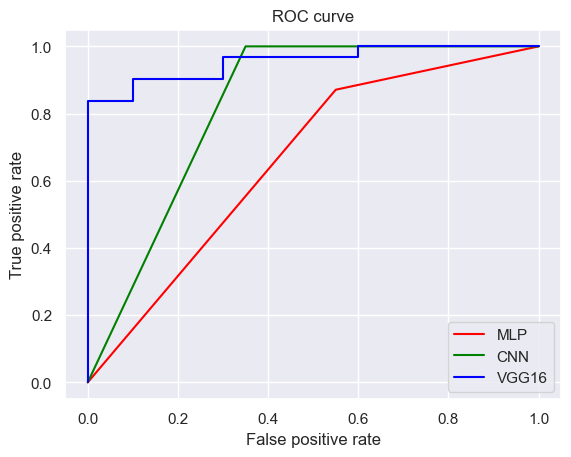 ROC curve
1.0
0.8
0.6
0.4
0.2
0.0
True positive rate
MLP
CNN
VGG16
0.0 0.2 0.4 0.6 0.8 1.0
False positive rate